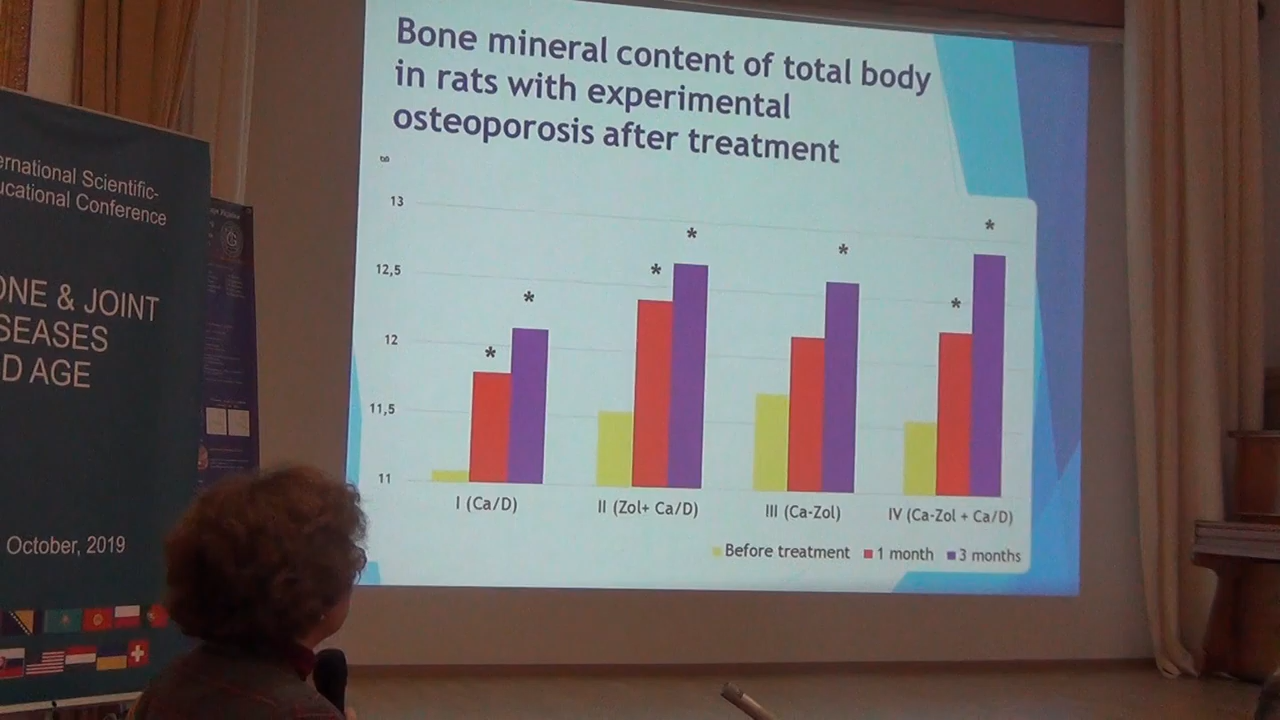 ernational Scientific-
ucational Conference
ONE & JOINT
SEASES
D AGE
October, 2019
Bone mineral content of total body
in rats with experimental
osteoporosis after treatment
13
12,5
12
11,5
11
*
*
*
*
*
*
*
I (Ca/D)
II (Zol+ Ca/D)
III (Ca-Zol)
IV (Ca-Zol + Ca/D)
Before treatment
1 month
3 months